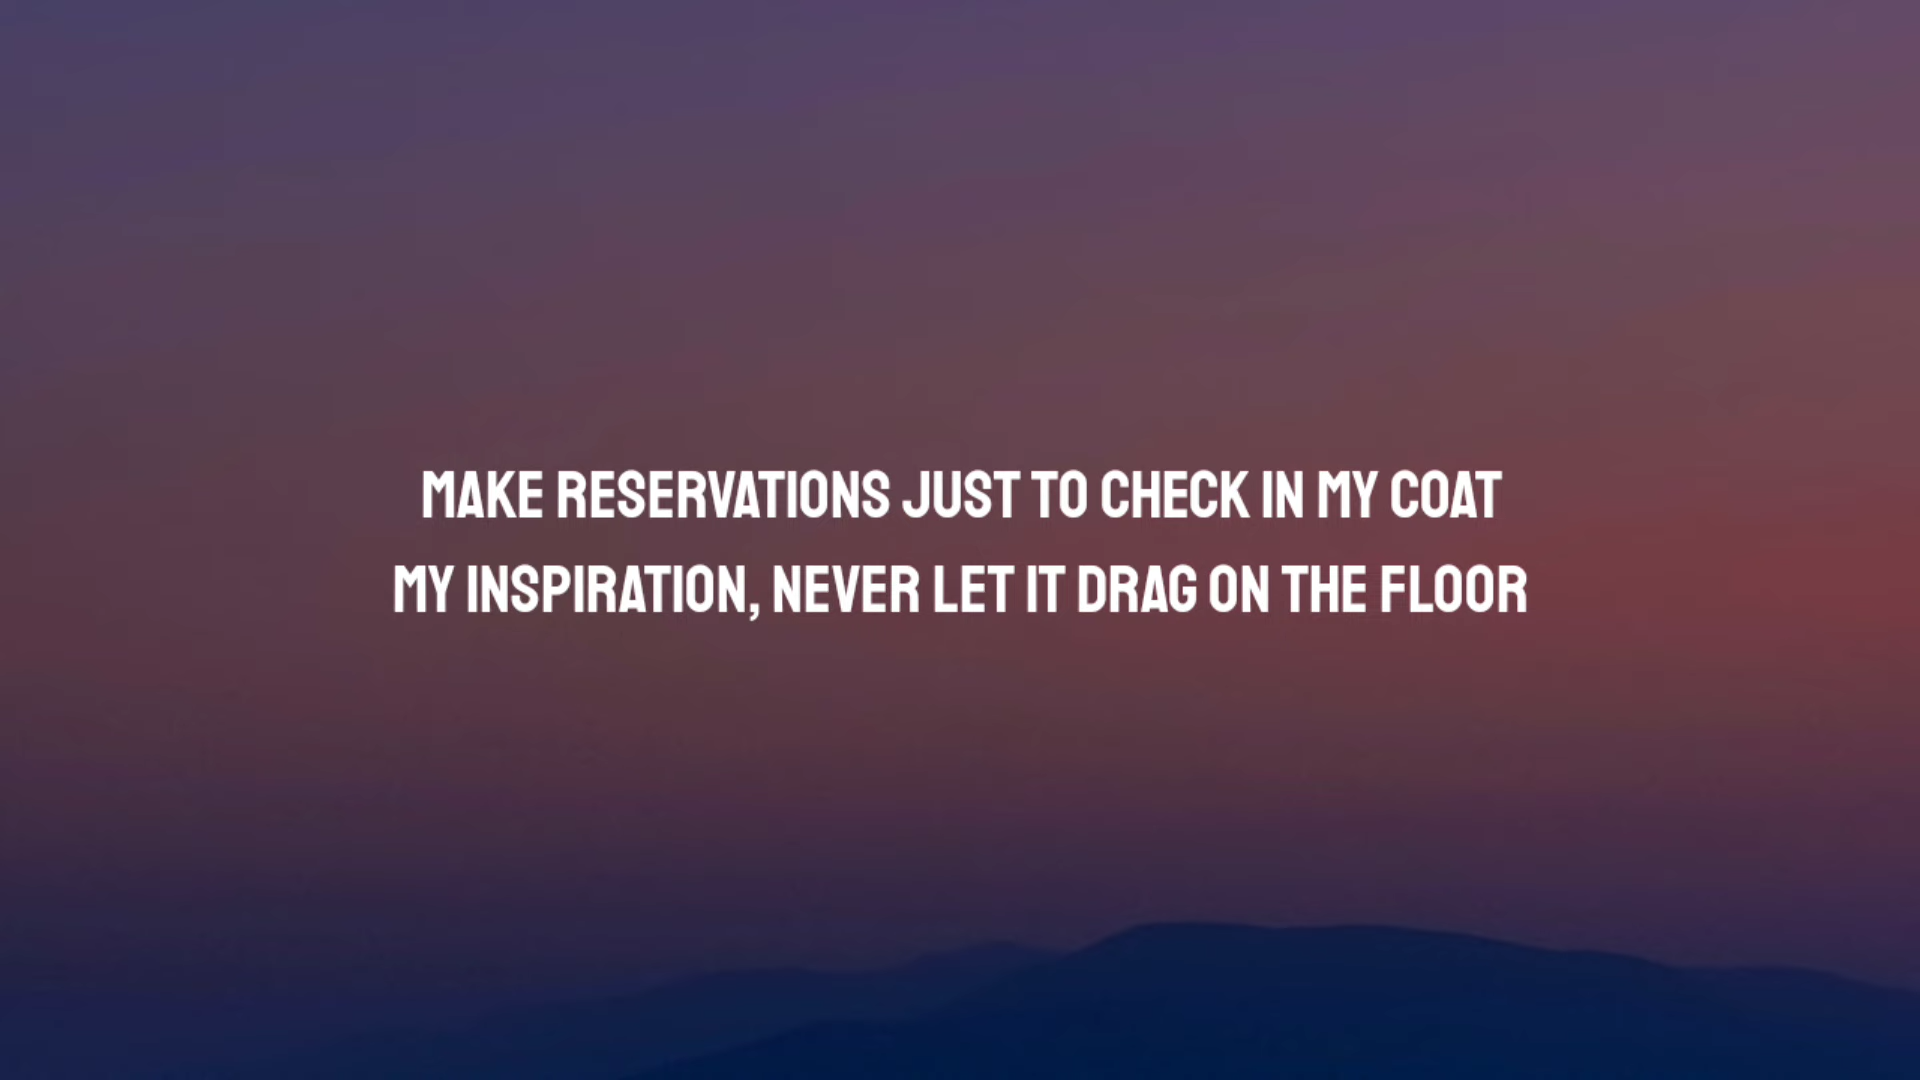 MAKE RESERVATIONS JUST TO CHECK IN MY COAT
MY INSPIRATION, NEVER LET IT DRAG ON THE FLOOR